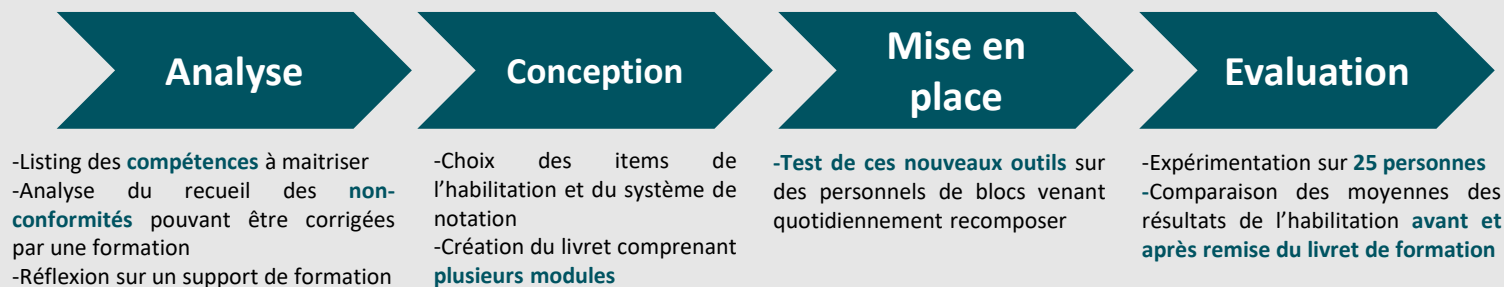 Analyse
-Listing des compétences à maitriser
-Analyse du recueil des non-
conformités pouvant être corrigées
par une formation
-Réflexion sur un support de formation
Conception
-Choix des items de
l'habilitation et du système de
notation
-Création du livret comprenant
plusieurs modules
Mise en
place
-Test de ces nouveaux outils sur
des personnels de blocs venant
quotidiennement recomposer
Evaluation
-Expérimentation sur 25 personnes
-Comparaison des moyennes des
résultats de l'habilitation avant et
après remise du livret de formation